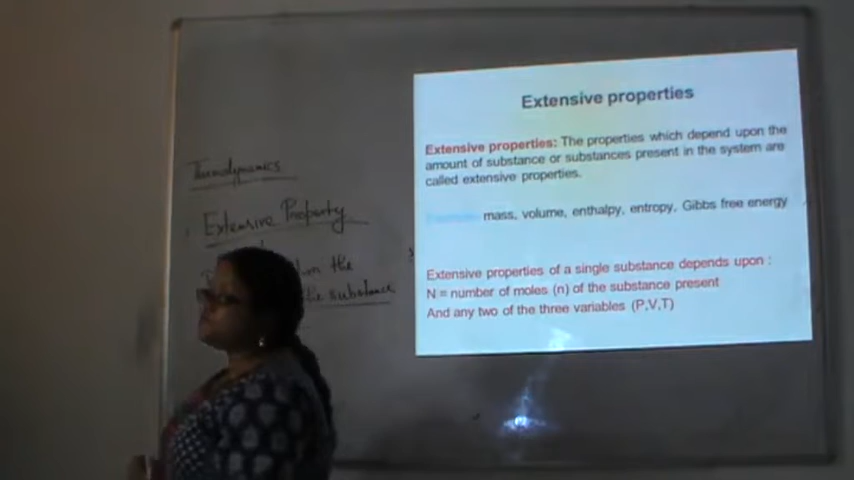 Thermodynamics
Extensive Property
the
the substance
Extensive properties
Extensive properties: The properties which depend upon the
amount of substance or substances present in the system are
called extensive properties.
mass, volume, enthalpy, entropy, Gibbs free energy
Extensive properties of a single substance depends upon :
N = number of moles (n) of the substance present
And any two of the three variables (P,V,T)